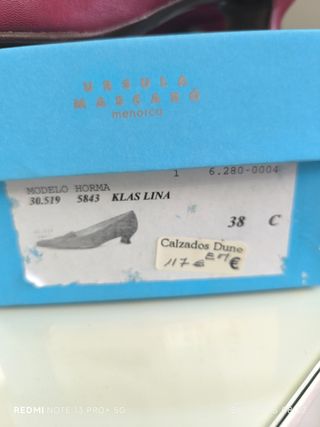 URSULA
MASCARÓ
menorca
1 6.280-0004
MODELO HORMA
30.519 5843 KLAS LINA
38 C
Calzados Dune
117 € €
REDMI NOTE 13 PRO+ 5G